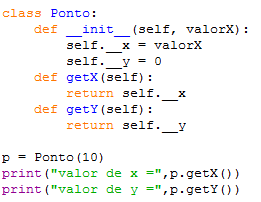 class Ponto:
    def __init__(self, valorX):
        self.__x = valorX
        self.__y = 0
    def getX(self):
        return self.__x
    def getY(self):
        return self.__y

p = Ponto(10)
print("valor de x =",p.getX())
print("valor de y =",p.getY())